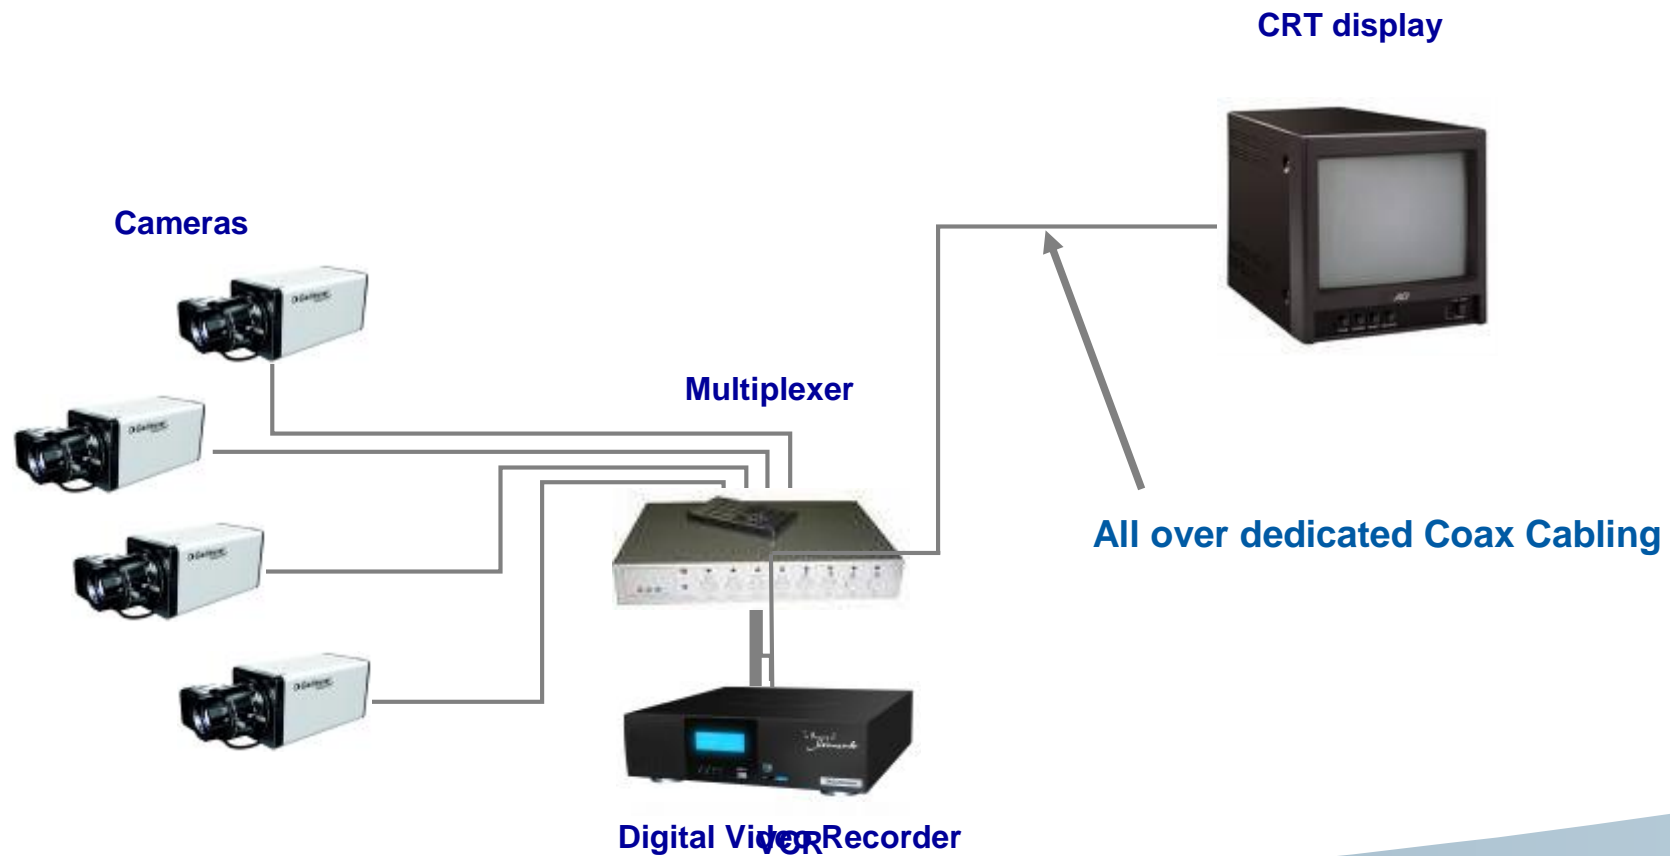 CRT display
Cameras
Multiplexer
All over dedicated Coax Cabling
Digital Video Recorder
VCR